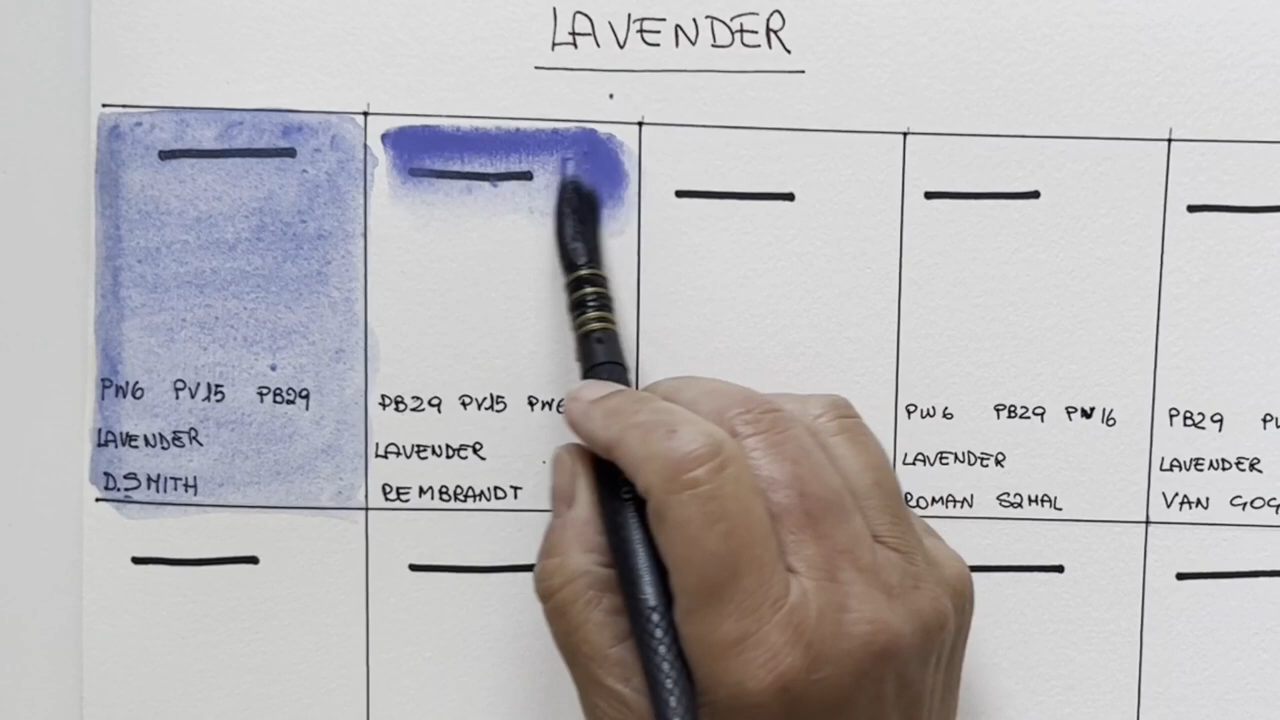 LAVENDER
PW6 PV15 PB29
LAVENDER
D.SMITH
PB29 PV15 PW6
LAVENDER
REMBRANDT
PW6 PB29 PV16
LAVENDER
ROMAN SZMAL
PB29
LAVENDER
VAN